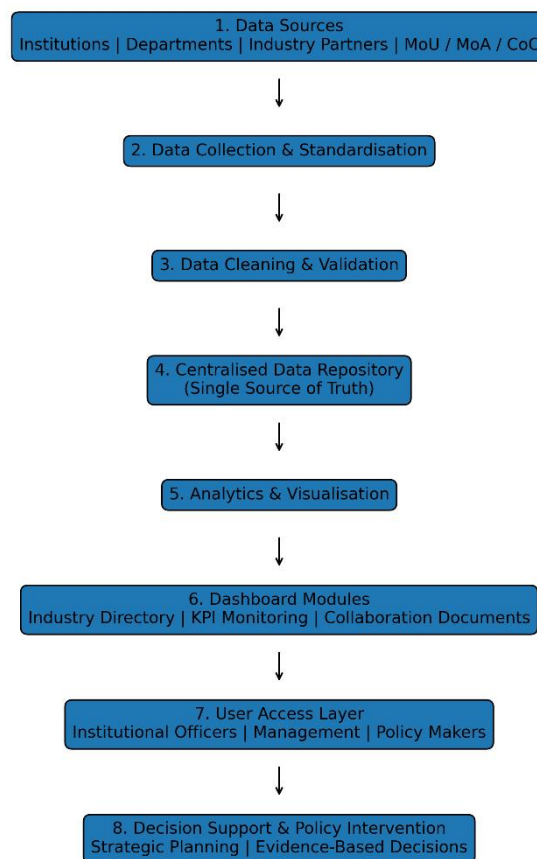 1. Data Sources
Institutions | Departments | Industry Partners | MoU / MoA / CoC
2. Data Collection & Standardisation
3. Data Cleaning & Validation
4. Centralised Data Repository
(Single Source of Truth)
5. Analytics & Visualisation
6. Dashboard Modules
Industry Directory | KPI Monitoring | Collaboration Documents
7. User Access Layer
Institutional Officers | Management | Policy Makers
8. Decision Support & Policy Intervention
Strategic Planning | Evidence-Based Decisions